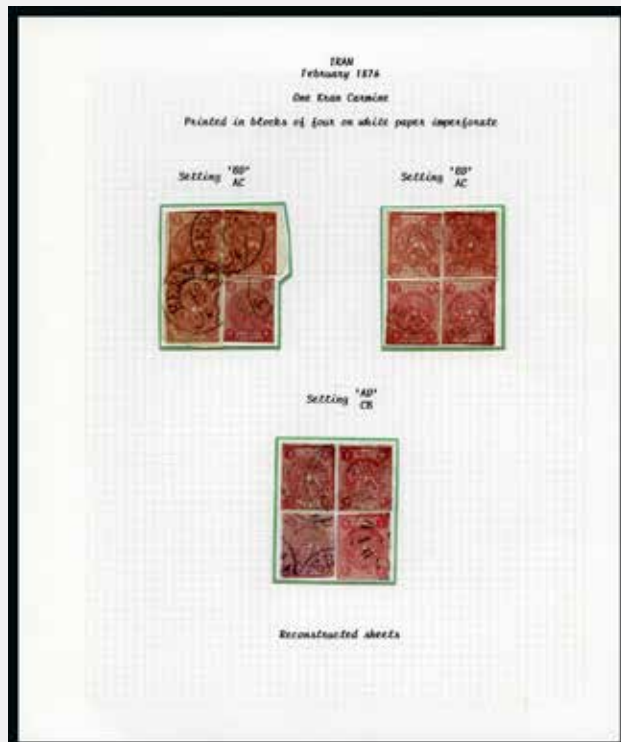 IRAN
February 1876
One Kran Carmine
Printed in blocks of four on white paper imperforate
Setting "BD"
AC
Setting "BD"
AC
Setting "AD"
CB
Reconstructed sheets